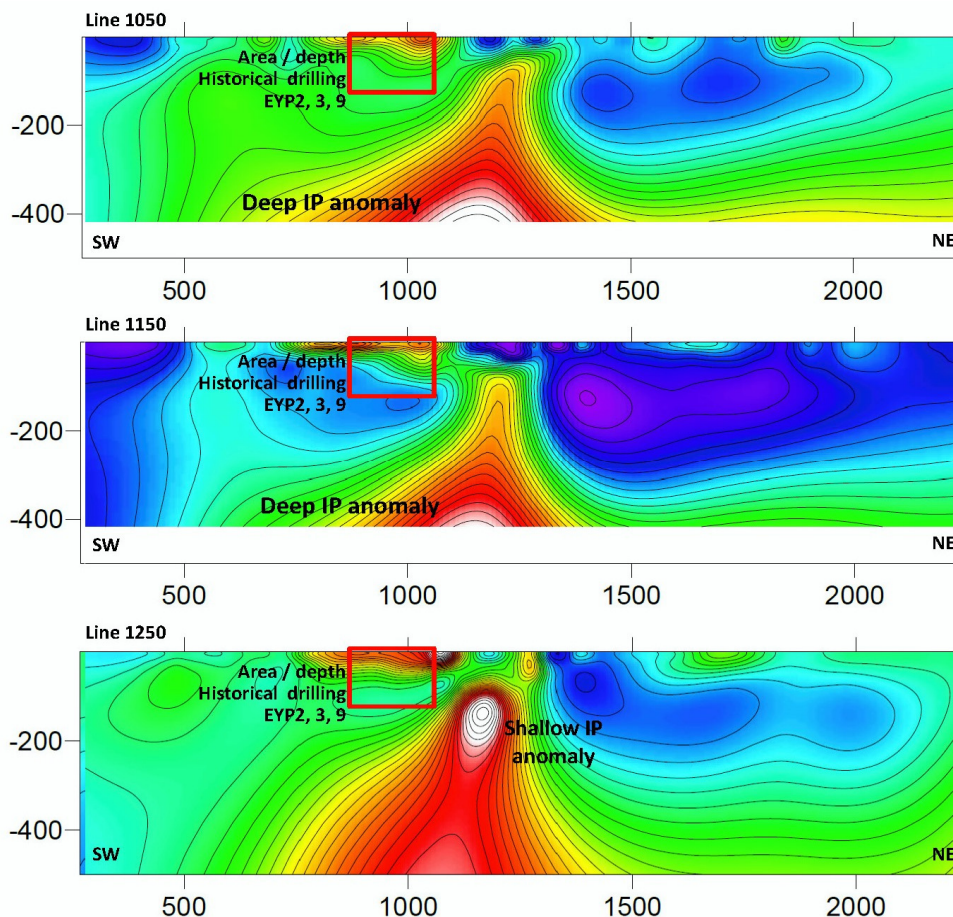 Line 1050
Area / depth
Historical drilling
EYP2, 3, 9
-200
Deep IP anomaly
-400
SW
NE
500
1000
1500
2000
Line 1150
Area / depth
Historical drilling
EYP2, 3, 9
-200
Deep IP anomaly
-400
SW
NE
500
1000
1500
2000
Line 1250
Area / depth
Historical drilling
EYP2, 3, 9
Shallow IP
anomaly
-200
-400
SW
NE
500
1000
1500
2000